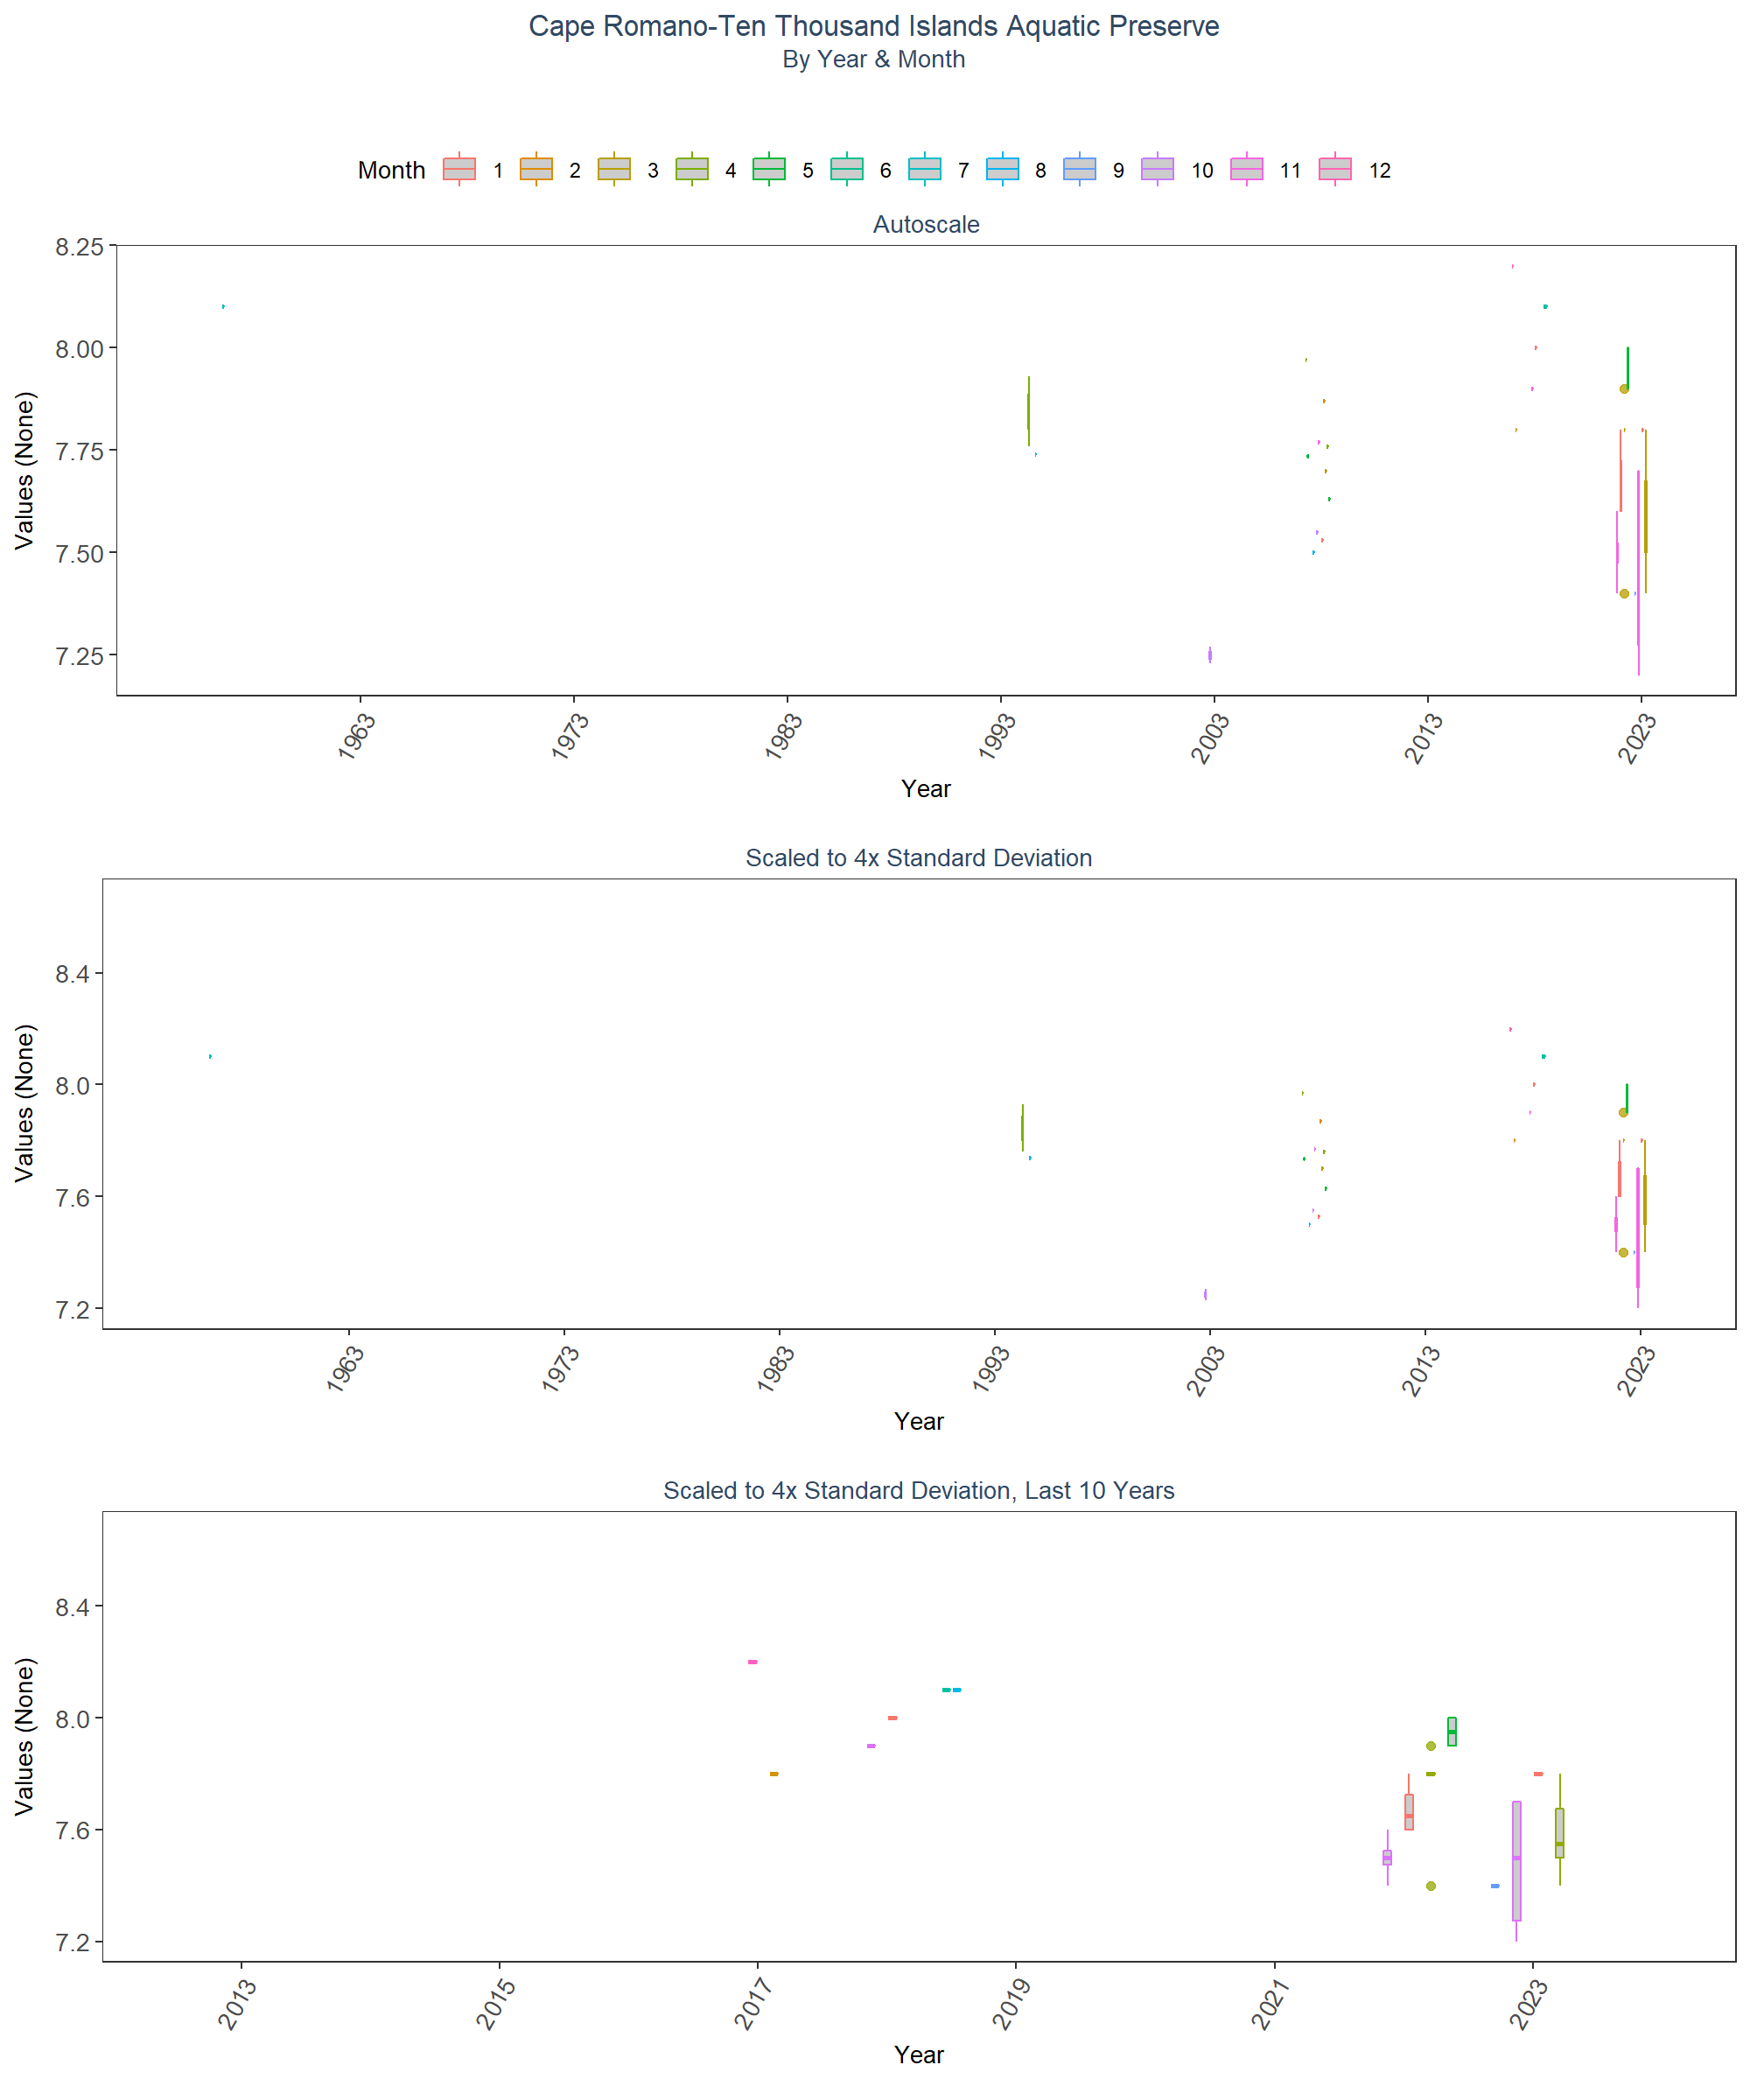 Cape Romano-Ten Thousand Islands Aquatic Preserve
By Year & Month
Month 1 2 3 4 5 6 7 8 9 10 11 12
Autoscale
Values (None)
8.25
8.00
7.75
7.50
7.25
1963 1973 1983 1993 2003 2013 2023
Year
Scaled to 4x Standard Deviation
Values (None)
8.4
8.0
7.6
7.2
1963 1973 1983 1993 2003 2013 2023
Year
Scaled to 4x Standard Deviation, Last 10 Years
Values (None)
8.4
8.0
7.6
7.2
2013 2015 2017 2019 2021 2023
Year